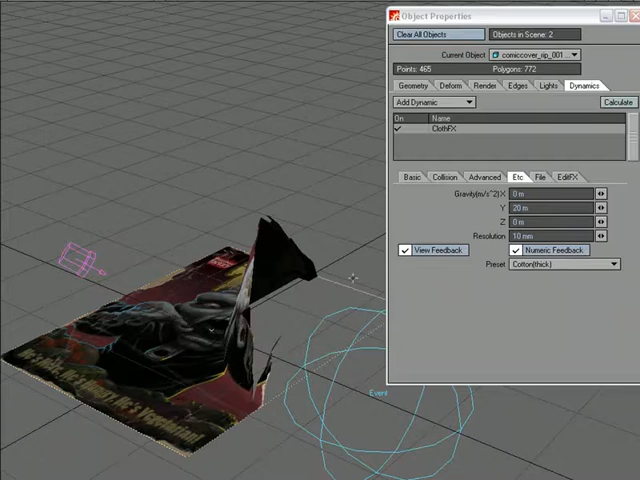 Object Properties
Clear All Objects
Objects in Scene: 2
Current Object
comiccover_rip_001
Points: 465
Polygons: 772
Geometry
Deform
Render
Edges
Lights
Dynamics
Add Dynamic
Calculate
On
Name
ClothFX
Basic
Collision
Advanced
Etc
File
EditFX
Gravity(m/s^2) X
0 m
Y
20 m
Z
0 m
Resolution
10 mm
View Feedback
Numeric Feedback
Preset
Cotton(thick)
Event